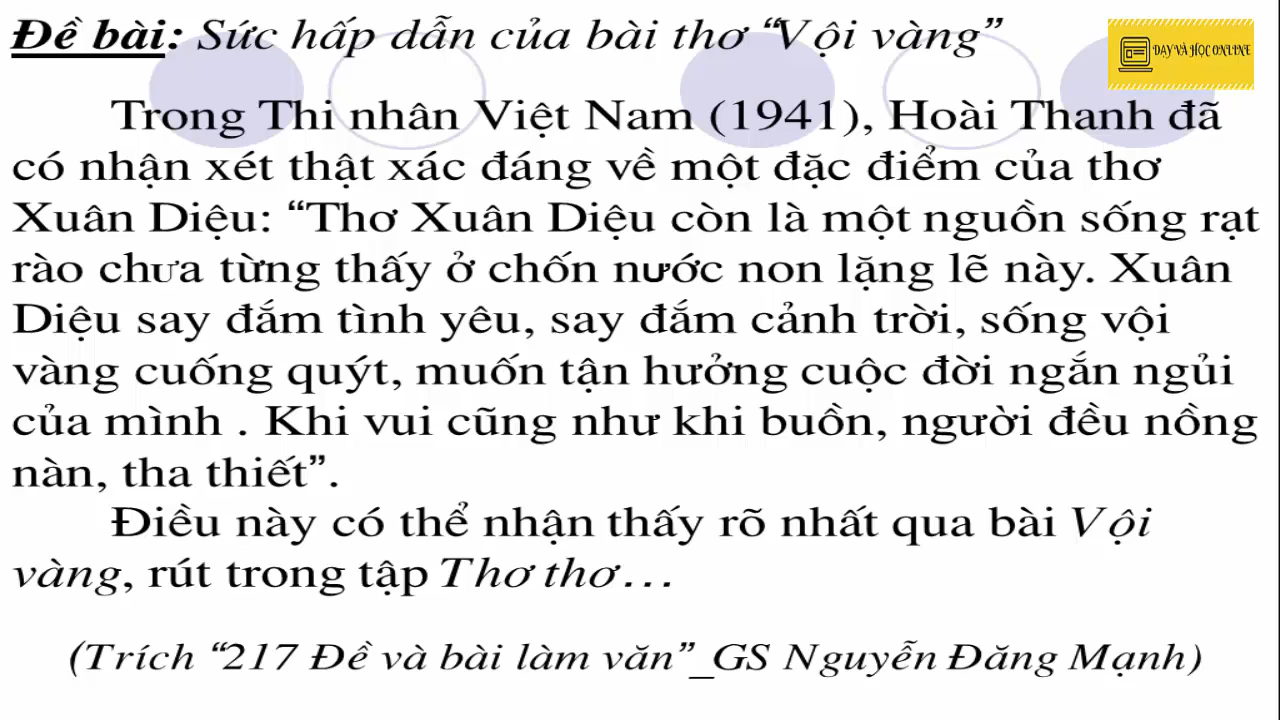 Đề bài: Sức hấp dẫn của bài thơ “Vội vàng”
DẠY VÀ HỌC ONLINE
Trong Thi nhân Việt Nam (1941), Hoài Thanh đã
có nhận xét thật xác đáng về một đặc điểm của thơ
Xuân Diệu: “Thơ Xuân Diệu còn là một nguồn sống rạt
rào chưa từng thấy ở chốn nước non lặng lẽ này. Xuân
Diệu say đắm tình yêu, say đắm cảnh trời, sống vội
vàng cuống quýt, muốn tận hưởng cuộc đời ngắn ngủi
của mình . Khi vui cũng như khi buồn, người đều nồng
nàn, tha thiết”.
Điều này có thể nhận thấy rõ nhất qua bài Vội
vàng, rút trong tập Thơ thơ…
(Trích “217 Đề và bài làm văn”_GS Nguyễn Đăng Mạnh)